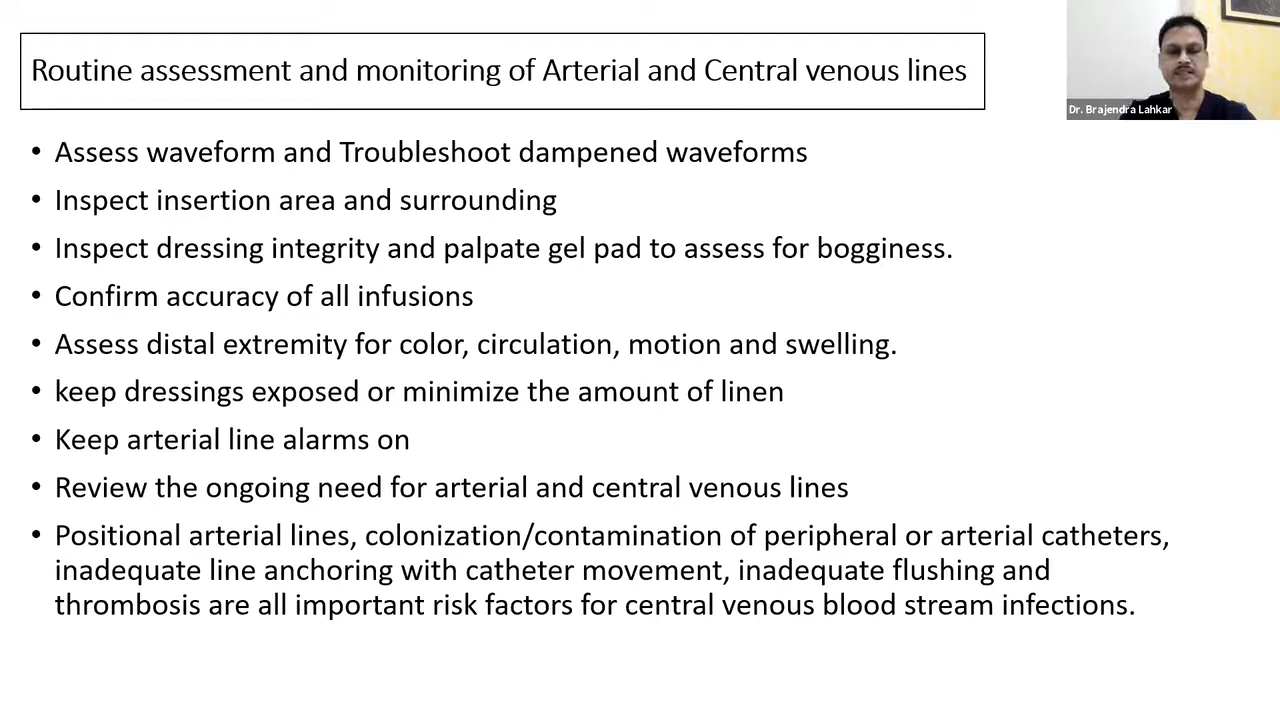 Routine assessment and monitoring of Arterial and Central venous lines
Dr. Brajendra Lahkar
• Assess waveform and Troubleshoot dampened waveforms
• Inspect insertion area and surrounding
• Inspect dressing integrity and palpate gel pad to assess for bogginess.
• Confirm accuracy of all infusions
• Assess distal extremity for color, circulation, motion and swelling.
• keep dressings exposed or minimize the amount of linen
• Keep arterial line alarms on
• Review the ongoing need for arterial and central venous lines
• Positional arterial lines, colonization/contamination of peripheral or arterial catheters,
inadequate line anchoring with catheter movement, inadequate flushing and
thrombosis are all important risk factors for central venous blood stream infections.